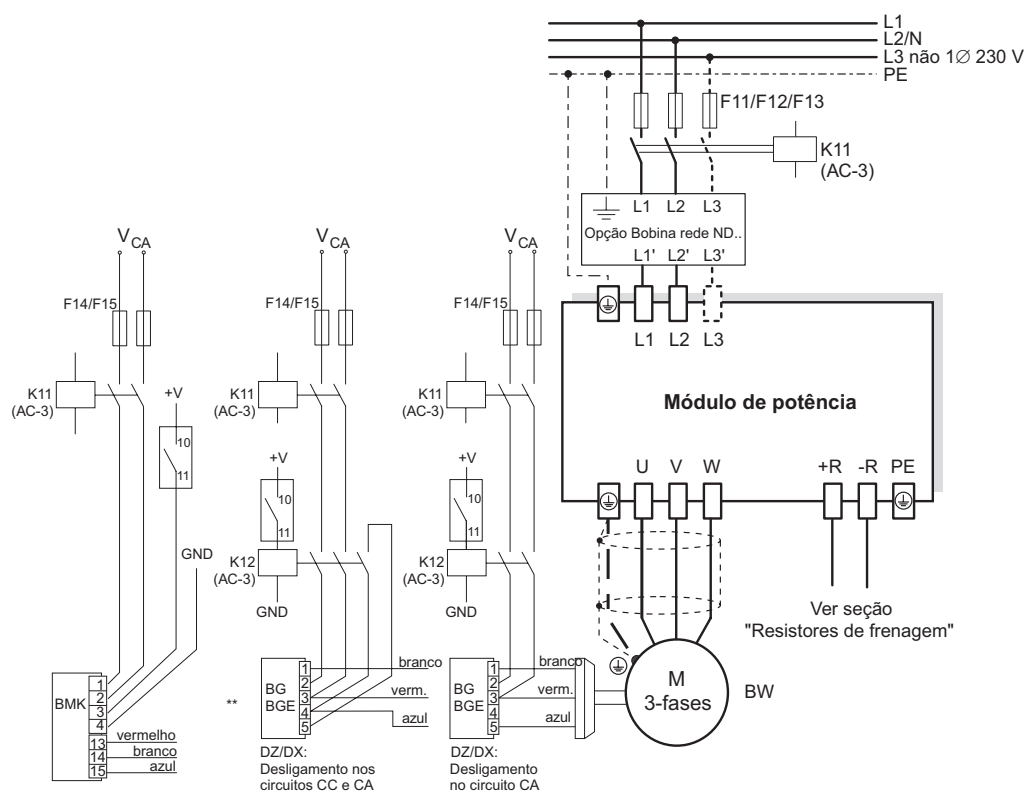 L1
L2/N
L3 não 1∅ 230 V
PE
F11/F12/F13
K11
(AC-3)
L1 L2 L3
Opção Bobina rede ND..
L1' L2' L3'
L1 L2 L3
Módulo de potência
U V W
+R -R PE
Ver seção
"Resistores de frenagem"
M
3-fases
BW
VCA
F14/F15
K11
(AC-3)
+V
10
11
GND
BMK
1
2
3
4
13
14
15
vermelho
branco
azul
**
VCA
F14/F15
K11
(AC-3)
+V
10
11
K12
(AC-3)
GND
BG
BGE
1
2
3
4
5
branco
verm.
azul
DZ/DX:
Desligamento nos
circuitos CC e CA
VCA
F14/F15
K11
(AC-3)
+V
10
11
K12
(AC-3)
GND
BG
BGE
1
2
3
4
5
branco
verm.
azul
DZ/DX:
Desligamento
no circuito CA